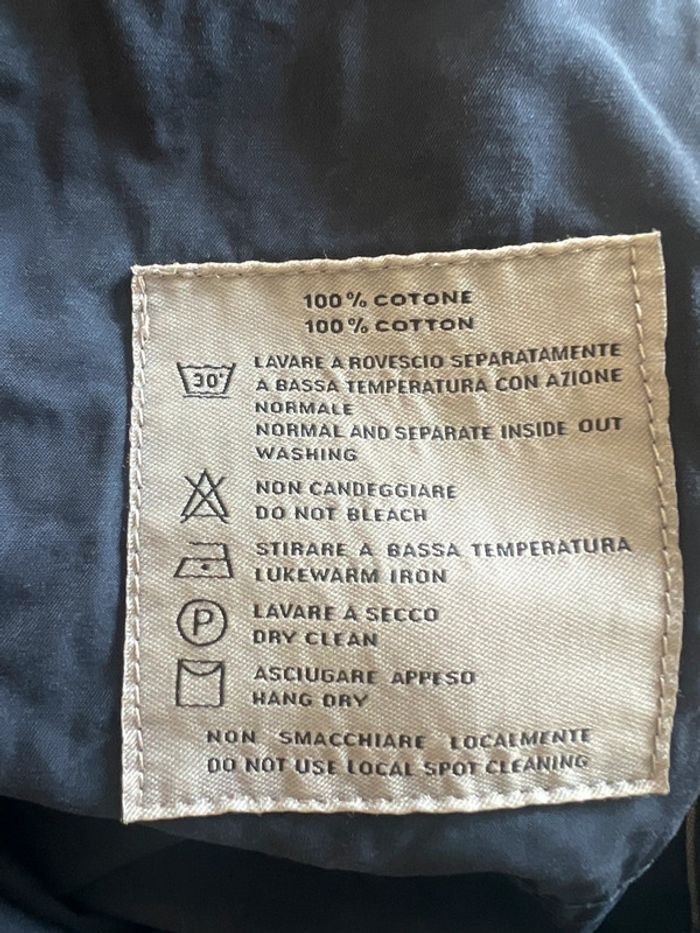 100% COTONE
100% COTTON
30°
LAVARE A ROVESCIO SEPARATAMENTE
A BASSA TEMPERATURA CON AZIONE
NORMALE
NORMAL AND SEPARATE INSIDE OUT
WASHING
NON CANDEGGIARE
DO NOT BLEACH
STIRARE A BASSA TEMPERATURA
LUKEWARM IRON
P
LAVARE A SECCO
DRY CLEAN
ASCIUGARE APPESO
HANG DRY
NON SMACCHIARE LOCALMENTE
DO NOT USE LOCAL SPOT CLEANING